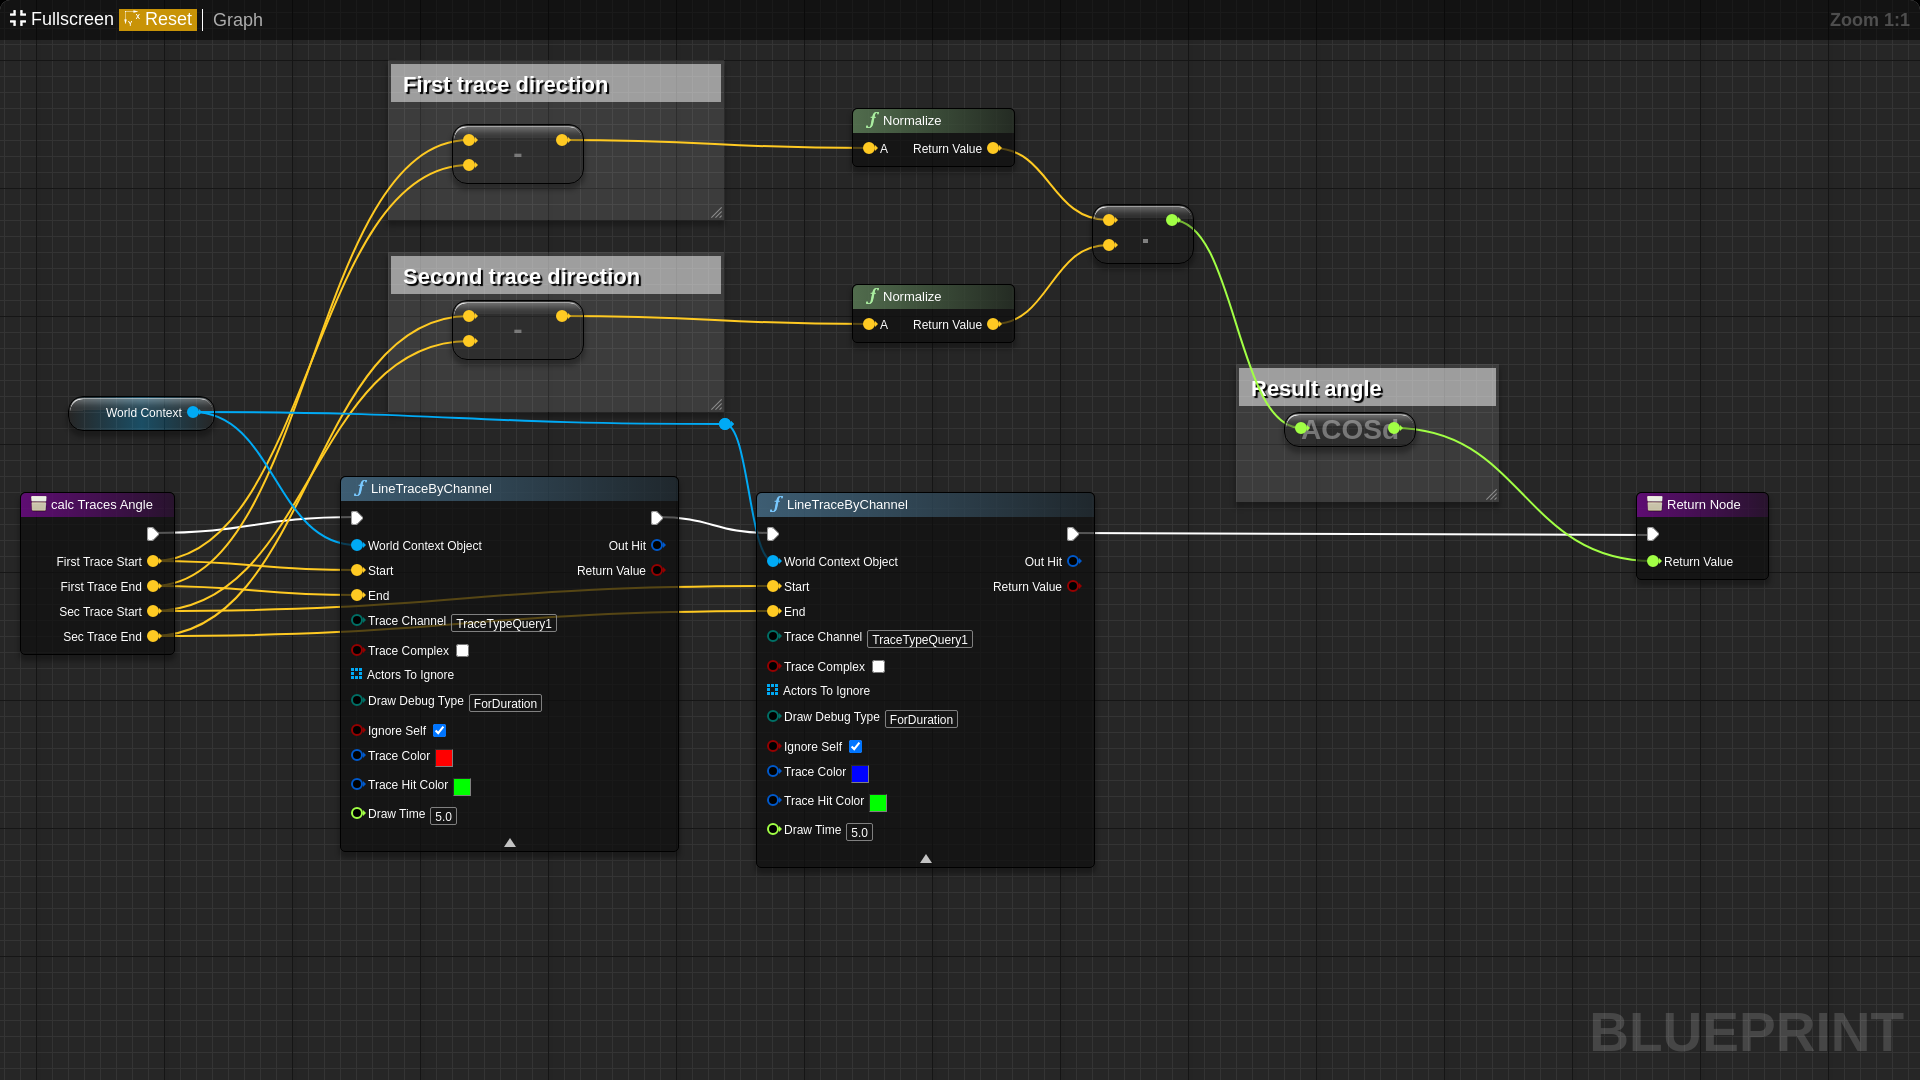 Fullscreen Reset Graph Zoom 1:1
First trace direction
-
Normalize
A Return Value
.
Second trace direction
-
Normalize
A Return Value
World Context
Result angle
ACOSd
calc Traces Angle
First Trace Start
First Trace End
Sec Trace Start
Sec Trace End
LineTraceByChannel
World Context Object Out Hit
Start Return Value
End
Trace Channel TraceTypeQuery1
Trace Complex
Actors To Ignore
Draw Debug Type ForDuration
Ignore Self
Trace Color
Trace Hit Color
Draw Time 5.0
LineTraceByChannel
World Context Object Out Hit
Start Return Value
End
Trace Channel TraceTypeQuery1
Trace Complex
Actors To Ignore
Draw Debug Type ForDuration
Ignore Self
Trace Color
Trace Hit Color
Draw Time 5.0
Return Node
Return Value
BLUEPRINT